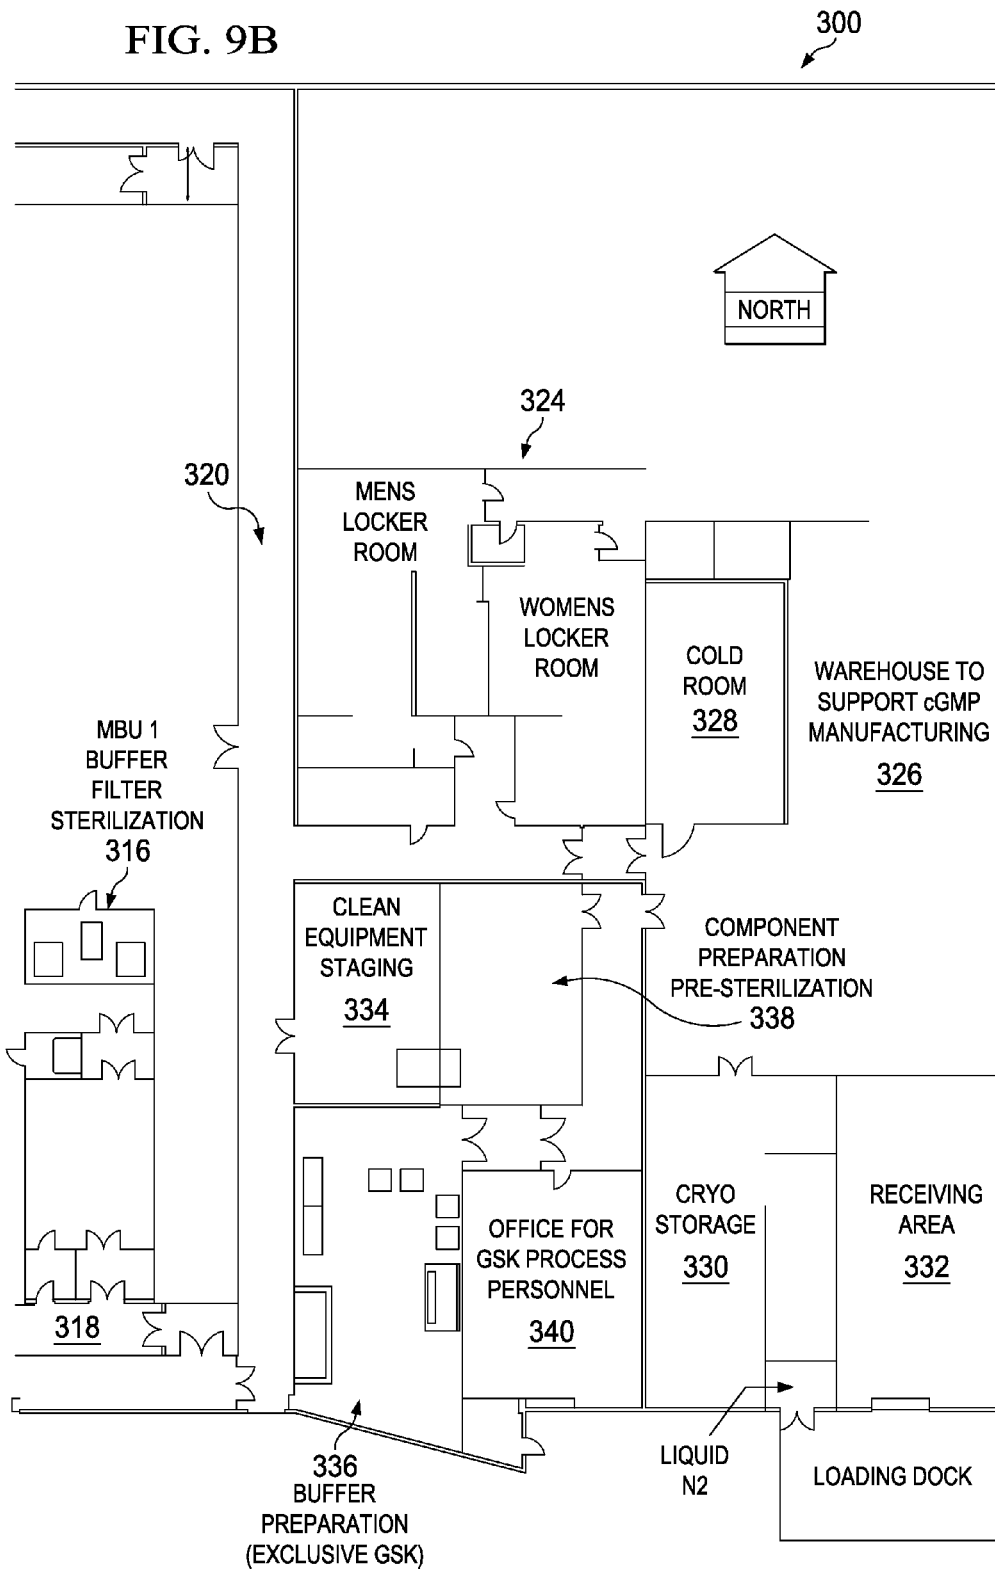 FIG. 9B
300
NORTH
324
320
MENS
LOCKER
ROOM
WOMENS
LOCKER
ROOM
COLD
ROOM
328
WAREHOUSE TO
SUPPORT cGMP
MANUFACTURING
326
MBU 1
BUFFER
FILTER
STERILIZATION
316
CLEAN
EQUIPMENT
STAGING
334
COMPONENT
PREPARATION
PRE-STERILIZATION
338
CRYO
STORAGE
330
RECEIVING
AREA
332
OFFICE FOR
GSK PROCESS
PERSONNEL
340
318
336
BUFFER
PREPARATION
(EXCLUSIVE GSK)
LIQUID
N2
LOADING DOCK